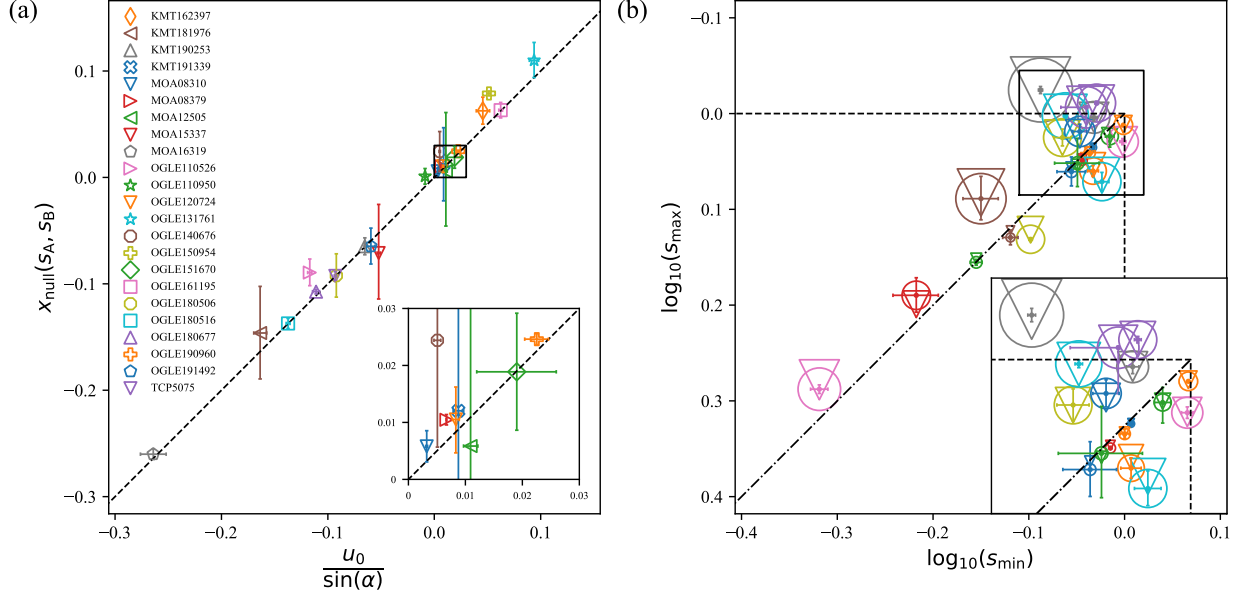 (a)
0.1
0.0
−0.1
−0.2
−0.3
x_null(s_A, s_B)
KMT162397
KMT181976
KMT190253
KMT191339
MOA08310
MOA08379
MOA12505
MOA15337
MOA16319
OGLE110526
OGLE110950
OGLE120724
OGLE131761
OGLE140676
OGLE150954
OGLE151670
OGLE161195
OGLE180506
OGLE180516
OGLE180677
OGLE190960
OGLE191492
TCP5075
0.03
0.02
0.01
0
0 0.01 0.02 0.03
−0.3 −0.2 −0.1 0.0 0.1
u_0
sin(α)
(b)
−0.1
0.0
0.1
0.2
0.3
0.4
log10(s_max)
−0.4 −0.3 −0.2 −0.1 0.0 0.1
log10(s_min)